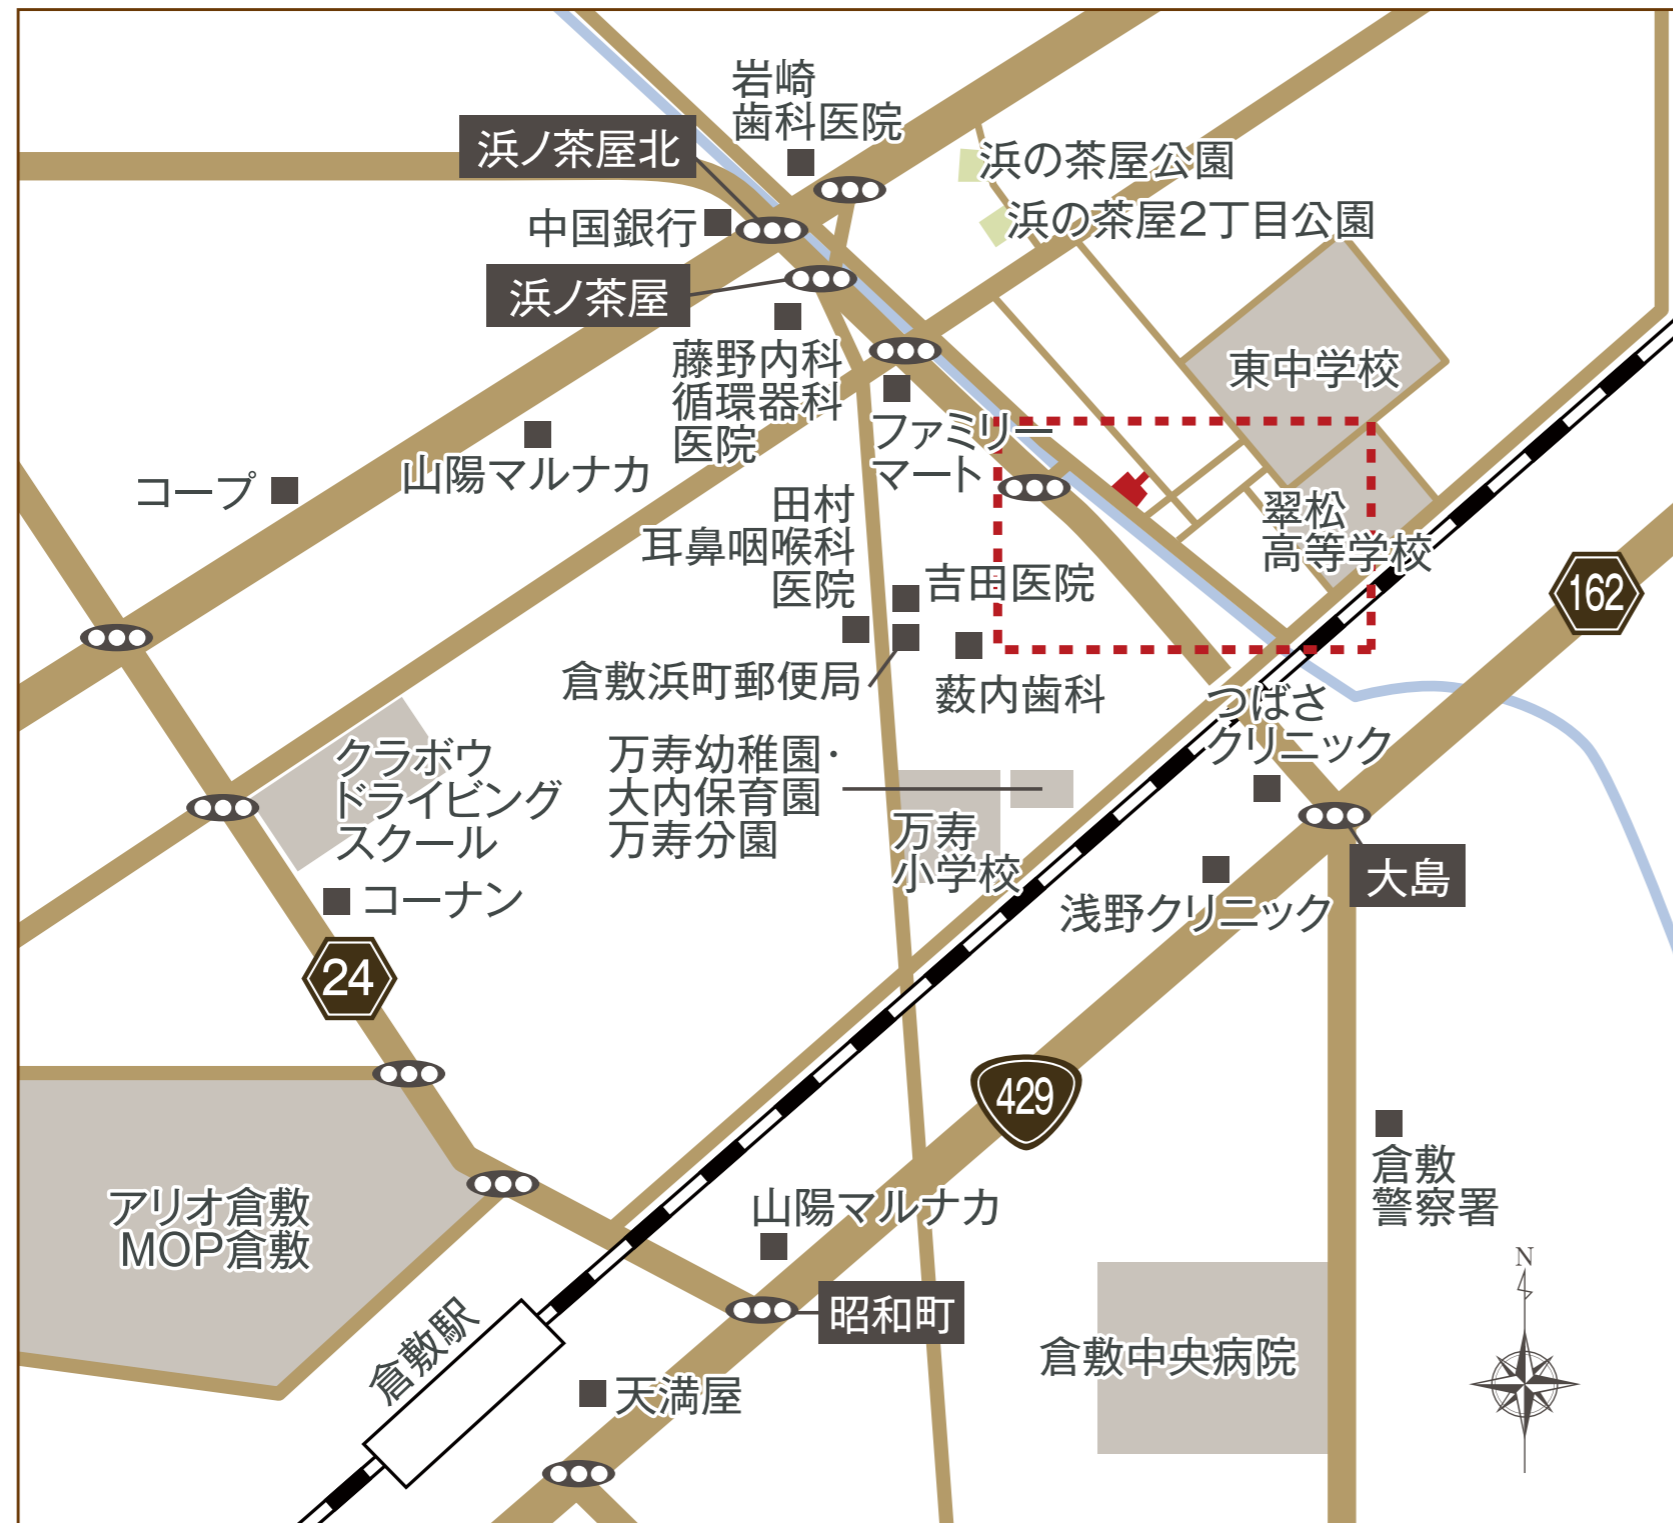 岩崎
歯科医院
浜ノ茶屋北
浜の茶屋公園
中国銀行
浜の茶屋2丁目公園
浜ノ茶屋
藤野内科
循環器科
医院
東中学校
ファミリー
マート
山陽マルナカ
コープ
田村
耳鼻咽喉科
医院
翠松
高等学校
吉田医院
162
倉敷浜町郵便局
薮内歯科
つばさ
クリニック
クラボウ
ドライビング
スクール
万寿幼稚園・
大内保育園
万寿分園
万寿
小学校
大島
コーナン
浅野クリニック
24
429
倉敷
警察署
アリオ倉敷
MOP倉敷
山陽マルナカ
N
昭和町
倉敷駅
倉敷中央病院
天満屋